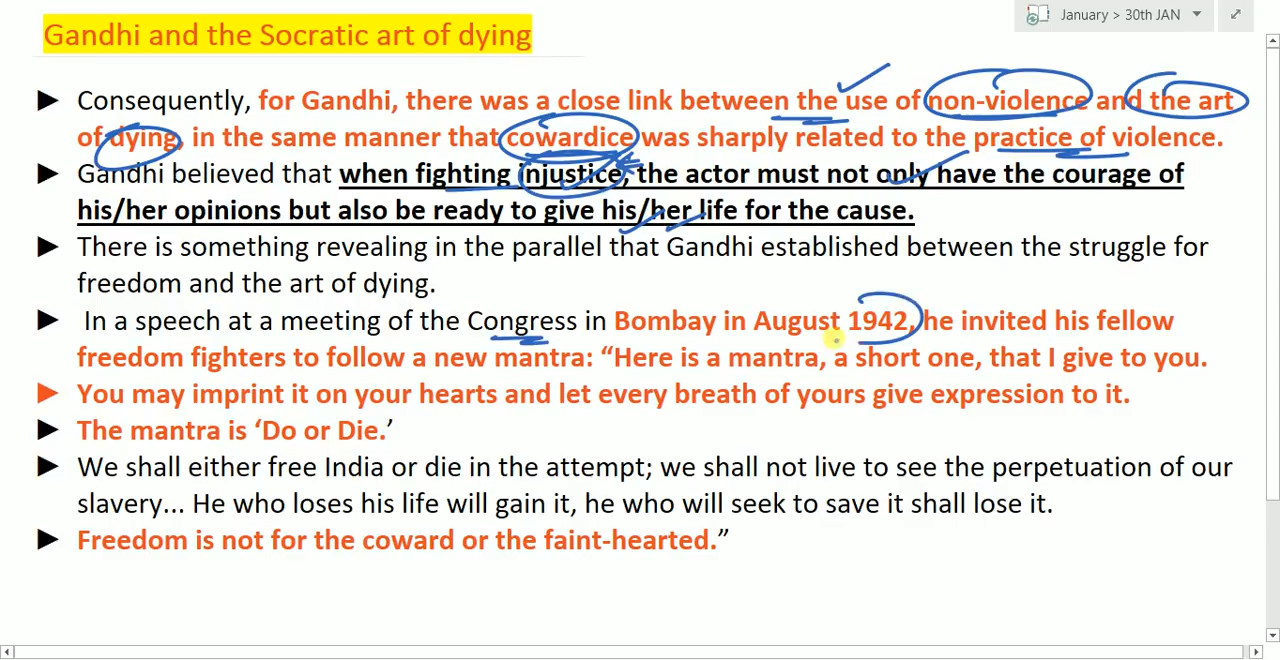 January > 30th JAN
Gandhi and the Socratic art of dying
► Consequently, for Gandhi, there was a close link between the use of non-violence and the art
of dying, in the same manner that cowardice was sharply related to the practice of violence.
► Gandhi believed that when fighting injustice, the actor must not only have the courage of
his/her opinions but also be ready to give his/her life for the cause.
► There is something revealing in the parallel that Gandhi established between the struggle for
freedom and the art of dying.
► In a speech at a meeting of the Congress in Bombay in August 1942, he invited his fellow
freedom fighters to follow a new mantra: “Here is a mantra, a short one, that I give to you.
► You may imprint it on your hearts and let every breath of yours give expression to it.
► The mantra is ‘Do or Die.’
► We shall either free India or die in the attempt; we shall not live to see the perpetuation of our
slavery... He who loses his life will gain it, he who will seek to save it shall lose it.
► Freedom is not for the coward or the faint-hearted.”